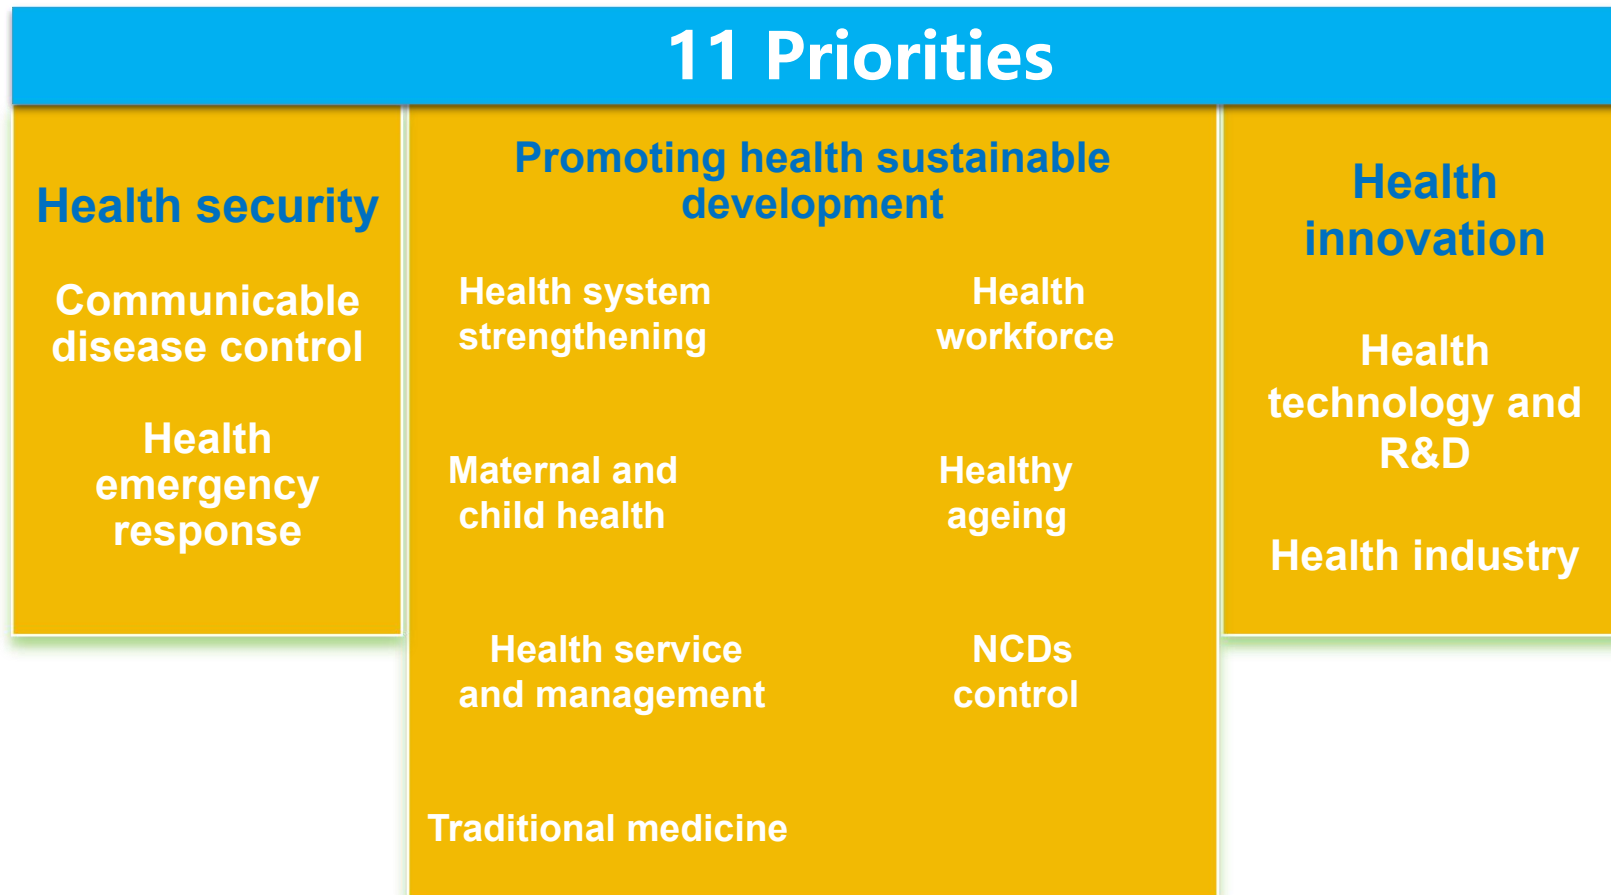 11 Priorities
Health security
Communicable
disease control
Health
emergency
response
Promoting health sustainable
development
Health system
strengthening
Health
workforce
Maternal and
child health
Healthy
ageing
Health service
and management
NCDs
control
Traditional medicine
Health
innovation
Health
technology and
R&D
Health industry